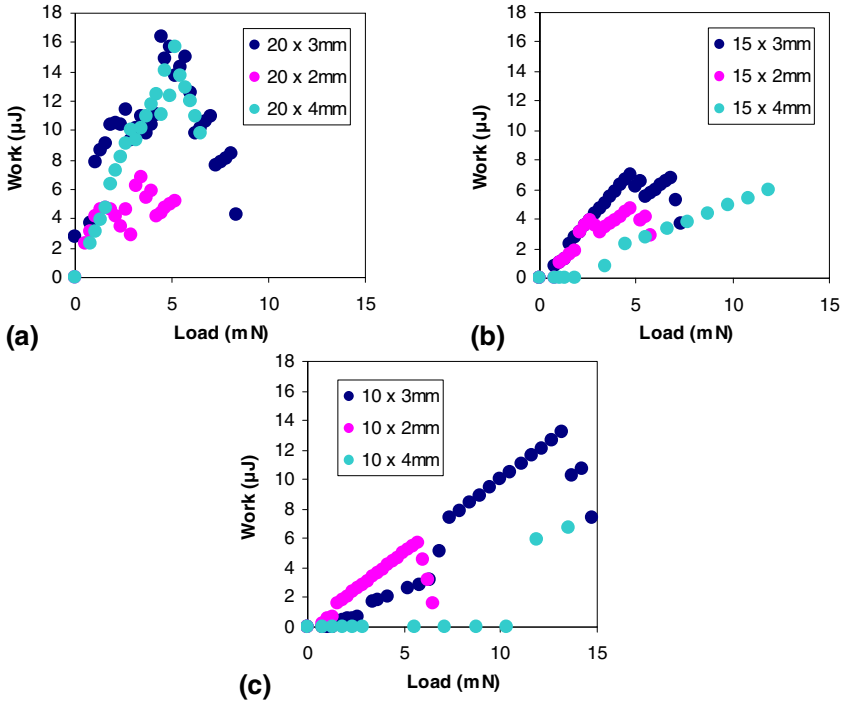 18
16
14
12
10
8
6
4
2
0
Work (µJ)
20 x 3mm
20 x 2mm
20 x 4mm
0 5 10 15
Load (mN)
(a)
18
16
14
12
10
8
6
4
2
0
Work (µJ)
15 x 3mm
15 x 2mm
15 x 4mm
0 5 10 15
Load (mN)
(b)
18
16
14
12
10
8
6
4
2
0
Work (µJ)
10 x 3mm
10 x 2mm
10 x 4mm
0 5 10 15
Load (mN)
(c)